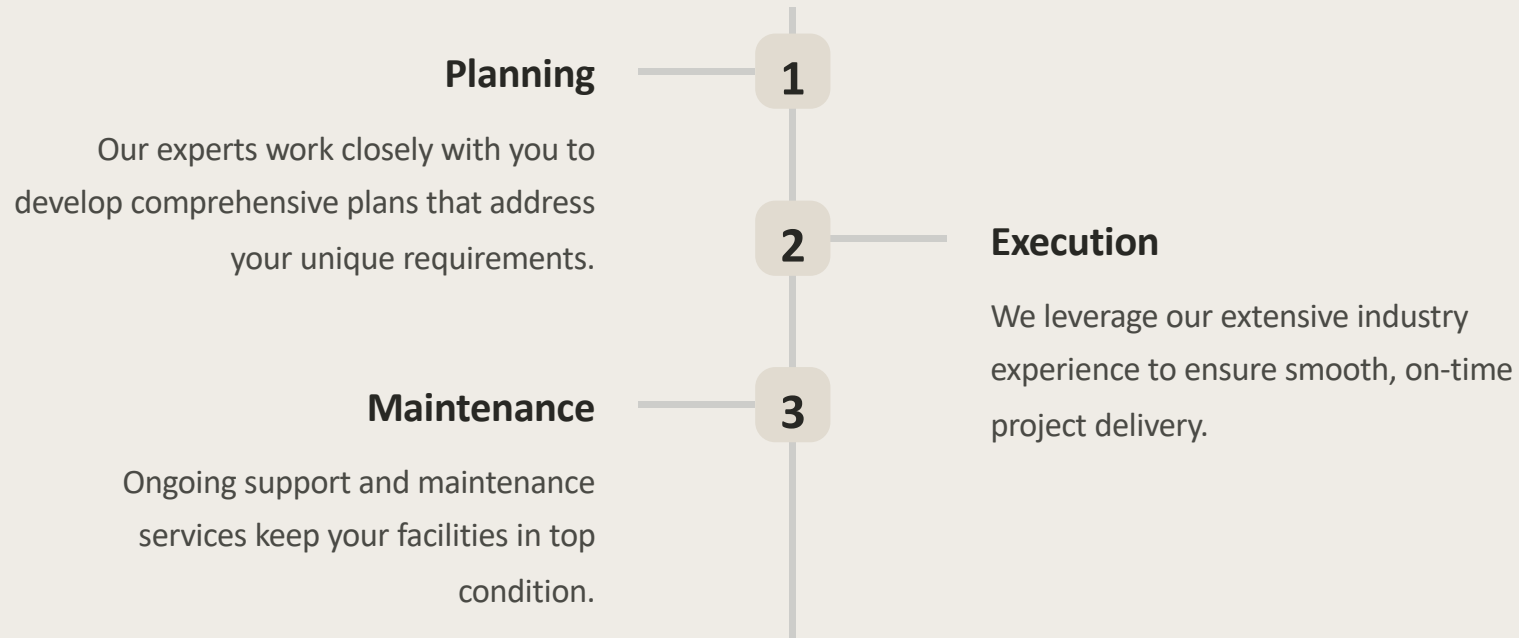 1
Planning
Our experts work closely with you to
develop comprehensive plans that address
your unique requirements.
2
Execution
We leverage our extensive industry
experience to ensure smooth, on-time
project delivery.
3
Maintenance
Ongoing support and maintenance
services keep your facilities in top
condition.